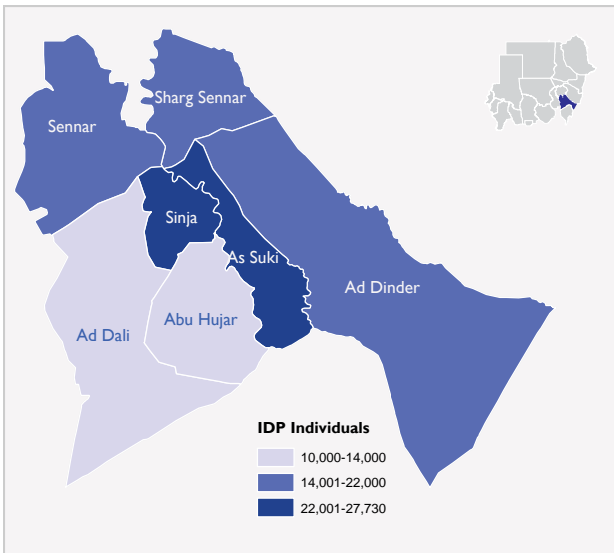 Sharg Sennar
Sennar
Sinja
As Suki
Ad Dinder
Abu Hujar
Ad Dali
IDP Individuals
10,000-14,000
14,001-22,000
22,001-27,730